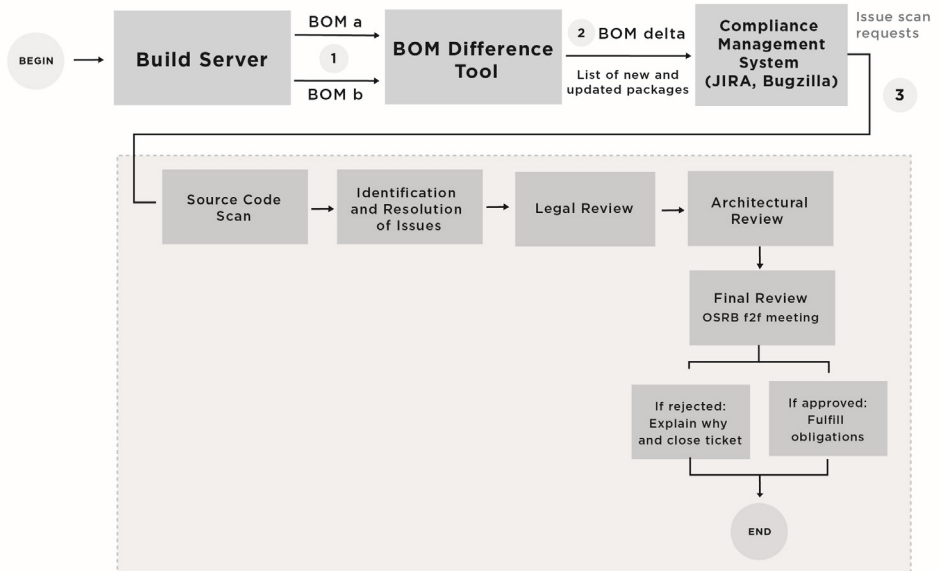 BEGIN
Build Server
BOM a
1
BOM b
BOM Difference
Tool
2 BOM delta
List of new and
updated packages
Compliance
Management
System
(JIRA, Bugzilla)
Issue scan
requests
3
Source Code
Scan
Identification
and Resolution
of Issues
Legal Review
Architectural
Review
Final Review
OSRB f2f meeting
If rejected:
Explain why
and close ticket
If approved:
Fulfill
obligations
END